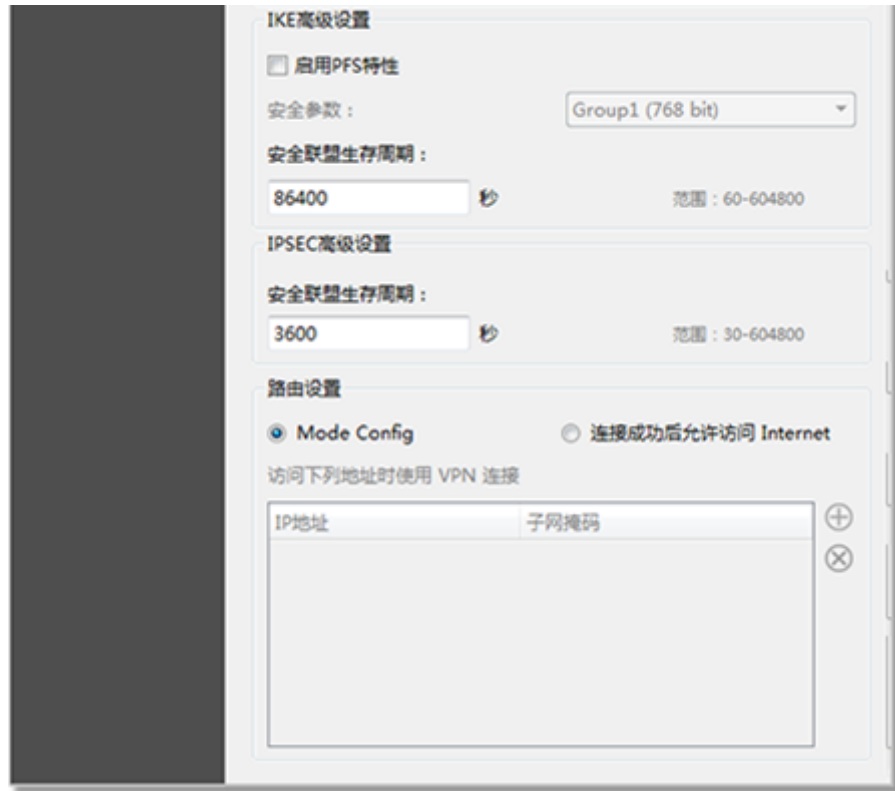 IKE高级设置
启用PFS特性
安全参数： Group1 (768 bit)
安全联盟生存周期：
86400 秒 范围：60-604800
IPSEC高级设置
安全联盟生存周期：
3600 秒 范围：30-604800
路由设置
Mode Config 连接成功后允许访问 Internet
访问下列地址时使用 VPN 连接
IP地址 子网掩码